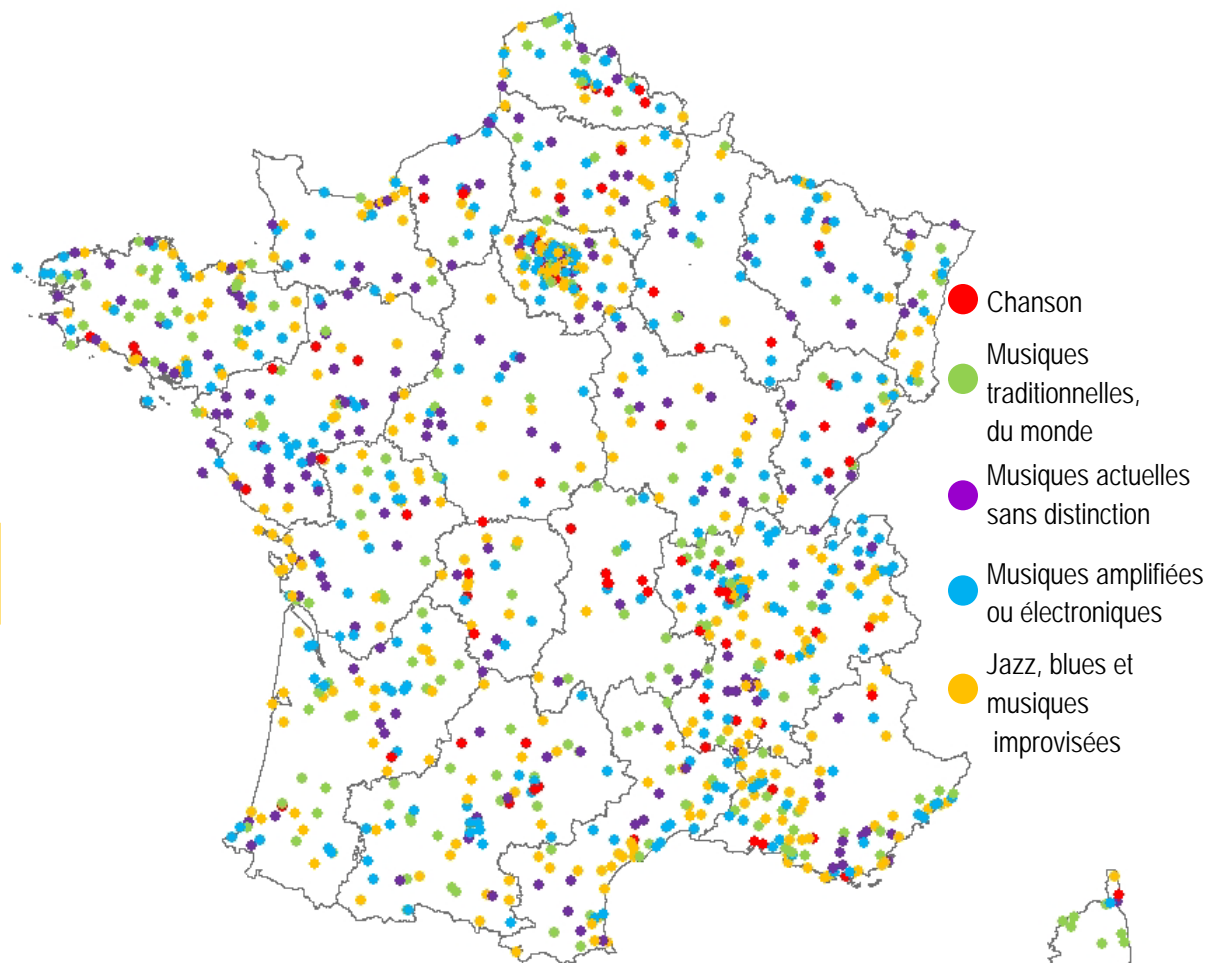 Chanson
Musiques
traditionnelles,
du monde
Musiques actuelles
sans distinction
Musiques amplifiées
ou électroniques
Jazz, blues et
musiques
improvisées